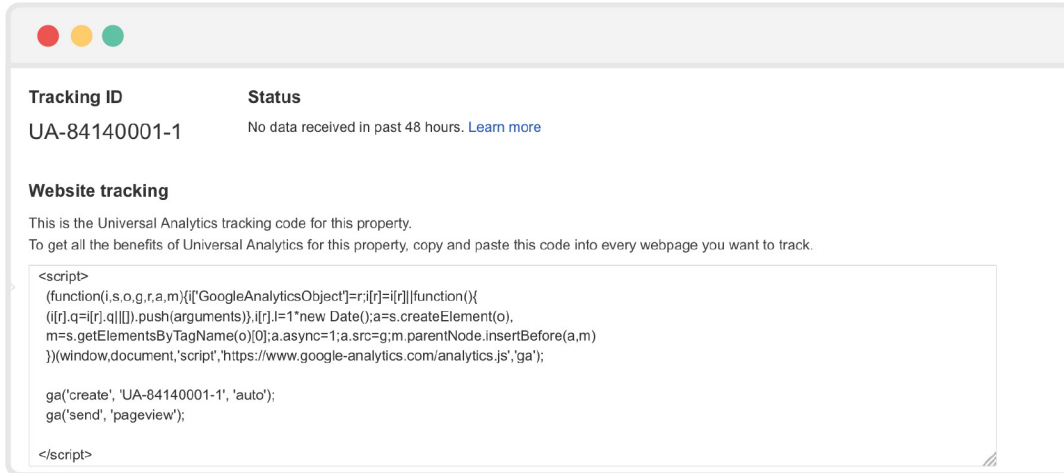 Tracking ID
Status
UA-84140001-1
No data received in past 48 hours. Learn more
Website tracking
This is the Universal Analytics tracking code for this property.
To get all the benefits of Universal Analytics for this property, copy and paste this code into every webpage you want to track.
<script>
(function(i,s,o,g,r,a,m){i['GoogleAnalyticsObject']=r;i[r]=i[r]||function(){
(i[r].q=i[r].q||[]).push(arguments)},i[r].l=1*new Date();a=s.createElement(o),
m=s.getElementsByTagName(o)[0];a.async=1;a.src=g;m.parentNode.insertBefore(a,m)
})(window,document,'script','https://www.google-analytics.com/analytics.js','ga');
ga('create', 'UA-84140001-1', 'auto');
ga('send', 'pageview');
</script>